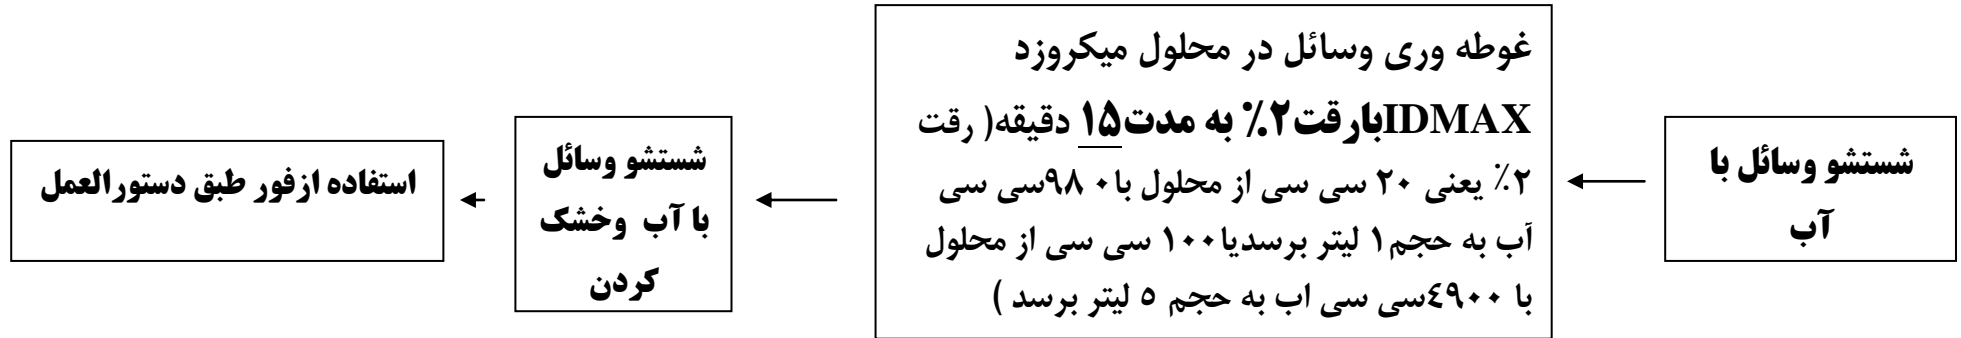 شستشو وسائل با
آب
غوطه وری وسائل در محلول میکروزد
IDMAXبارقت۲٪ به مدت۱۵ دقیقه( رقت
۲٪ یعنی ۲۰ سی سی از محلول با۹۸۰سی سی
آب به حجم۱ لیتر برسدیا۱۰۰ سی سی از محلول
با ۴۹۰۰سی سی اب به حجم ۵ لیتر برسد )
شستشو وسائل
با آب وخشک
کردن
استفاده ازفور طبق دستورالعمل